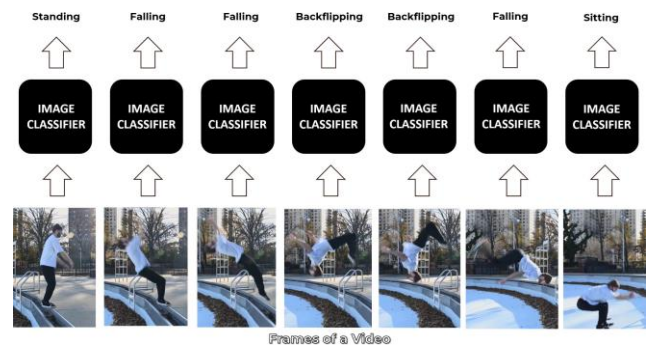 Standing Falling Falling Backflipping Backflipping Falling Sitting
IMAGE IMAGE IMAGE IMAGE IMAGE IMAGE IMAGE
CLASSIFIER CLASSIFIER CLASSIFIER CLASSIFIER CLASSIFIER CLASSIFIER CLASSIFIER
Frames of a Video